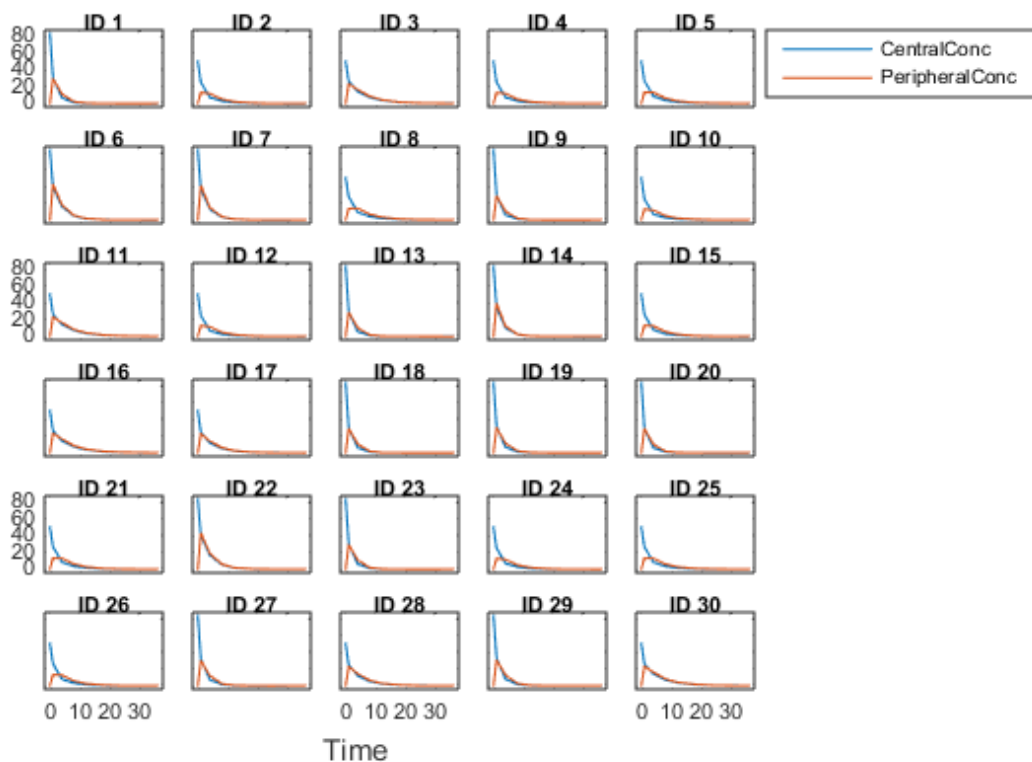 ID 1 ID 2 ID 3 ID 4 ID 5
80
60
40
20
0
CentralConc
PeripheralConc
ID 6 ID 7 ID 8 ID 9 ID 10
ID 11 ID 12 ID 13 ID 14 ID 15
80
60
40
20
0
ID 16 ID 17 ID 18 ID 19 ID 20
ID 21 ID 22 ID 23 ID 24 ID 25
80
60
40
20
0
ID 26 ID 27 ID 28 ID 29 ID 30
0 10 20 30 0 10 20 30 0 10 20 30
Time